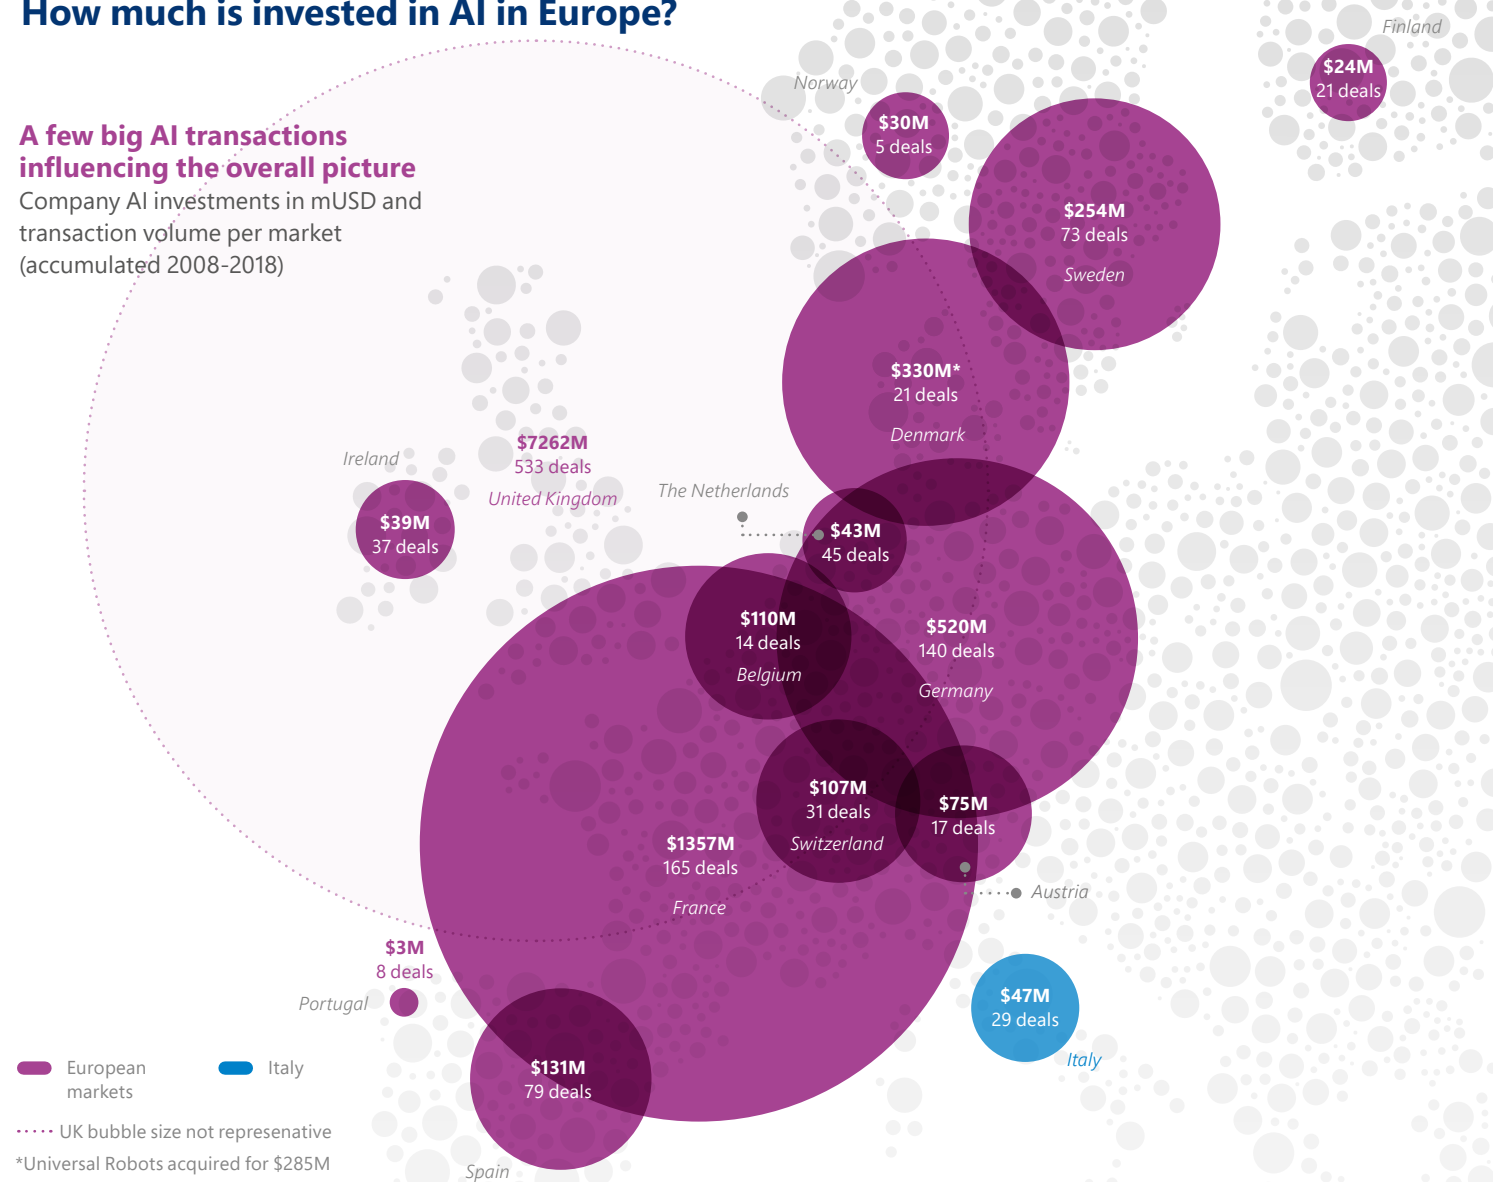 How much is invested in AI in Europe?
A few big AI transactions
influencing the overall picture
Company AI investments in mUSD and
transaction volume per market
(accumulated 2008-2018)
Finland
$24M
21 deals
Norway
$30M
5 deals
$254M
73 deals
Sweden
$330M*
21 deals
Denmark
$7262M
533 deals
United Kingdom
Ireland
$39M
37 deals
The Netherlands
$43M
45 deals
$110M
14 deals
Belgium
$520M
140 deals
Germany
$107M
31 deals
Switzerland
$75M
17 deals
Austria
$1357M
165 deals
France
$3M
8 deals
Portugal
$47M
29 deals
Italy
$131M
79 deals
Spain
European
markets
Italy
UK bubble size not represenative
*Universal Robots acquired for $285M